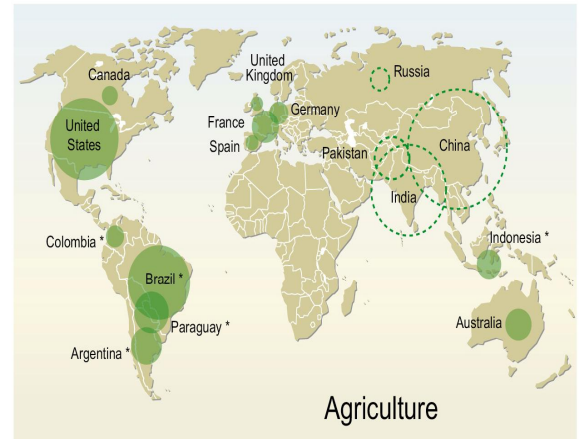 Canada
United
Kingdom
Russia
United
States
France
Germany
Spain
Pakistan
China
India
Colombia *
Indonesia *
Brazil *
Paraguay *
Australia
Argentina *
Agriculture